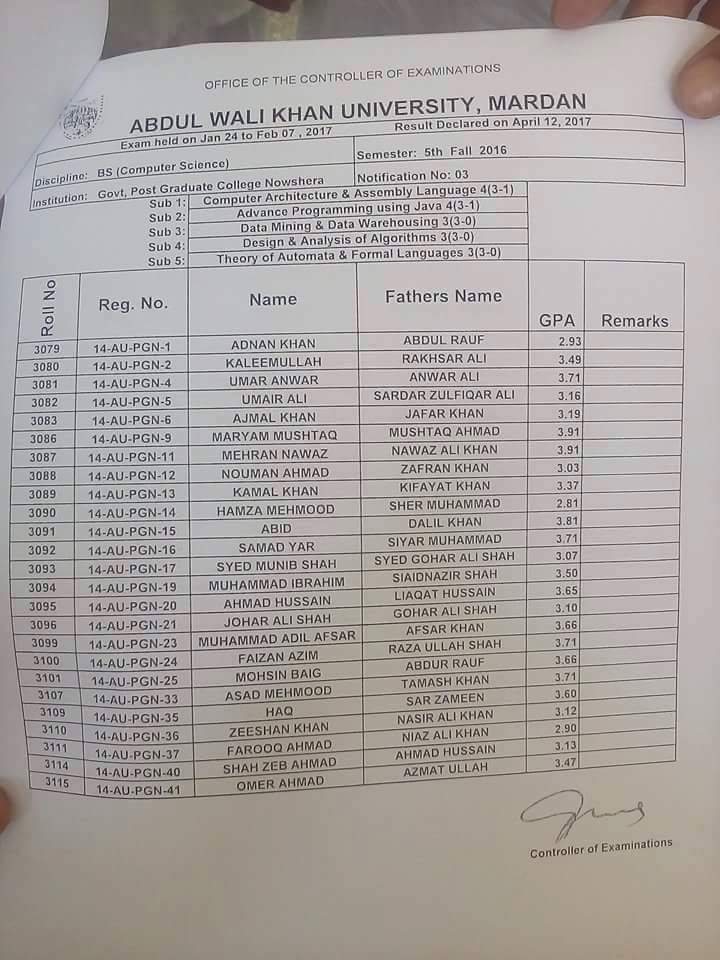 OFFICE OF THE CONTROLLER OF EXAMINATIONS
ABDUL WALI KHAN UNIVERSITY, MARDAN
Exam held on Jan 24 to Feb 07 , 2017 Result Declared on April 12, 2017
Discipline: BS (Computer Science) Semester: 5th Fall 2016
Institution: Govt, Post Graduate College Nowshera Notification No: 03
Sub 1: Computer Architecture & Assembly Language 4(3-1)
Sub 2: Advance Programming using Java 4(3-1)
Sub 3: Data Mining & Data Warehousing 3(3-0)
Sub 4: Design & Analysis of Algorithms 3(3-0)
Sub 5: Theory of Automata & Formal Languages 3(3-0)
Roll No Reg. No. Name Fathers Name GPA Remarks
3079 14-AU-PGN-1 ADNAN KHAN ABDUL RAUF 2.93
3080 14-AU-PGN-2 KALEEMULLAH RAKHSAR ALI 3.49
3081 14-AU-PGN-4 UMAR ANWAR ANWAR ALI 3.71
3082 14-AU-PGN-5 UMAIR ALI SARDAR ZULFIQAR ALI 3.16
3083 14-AU-PGN-6 AJMAL KHAN JAFAR KHAN 3.19
3086 14-AU-PGN-9 MARYAM MUSHTAQ MUSHTAQ AHMAD 3.91
3087 14-AU-PGN-11 MEHRAN NAWAZ NAWAZ ALI KHAN 3.91
3088 14-AU-PGN-12 NOUMAN AHMAD ZAFRAN KHAN 3.03
3089 14-AU-PGN-13 KAMAL KHAN KIFAYAT KHAN 3.37
3090 14-AU-PGN-14 HAMZA MEHMOOD SHER MUHAMMAD 2.81
3091 14-AU-PGN-15 ABID DALIL KHAN 3.81
3092 14-AU-PGN-16 SAMAD YAR SIYAR MUHAMMAD 3.71
3093 14-AU-PGN-17 SYED MUNIB SHAH SYED GOHAR ALI SHAH 3.07
3094 14-AU-PGN-19 MUHAMMAD IBRAHIM SIAIDNAZIR SHAH 3.50
3095 14-AU-PGN-20 AHMAD HUSSAIN LIAQAT HUSSAIN 3.65
3096 14-AU-PGN-21 JOHAR ALI SHAH GOHAR ALI SHAH 3.10
3099 14-AU-PGN-23 MUHAMMAD ADIL AFSAR AFSAR KHAN 3.66
3100 14-AU-PGN-24 FAIZAN AZIM RAZA ULLAH SHAH 3.71
3101 14-AU-PGN-25 MOHSIN BAIG ABDUR RAUF 3.66
3107 14-AU-PGN-33 ASAD MEHMOOD TAMASH KHAN 3.71
3109 14-AU-PGN-35 HAQ SAR ZAMEEN 3.60
3110 14-AU-PGN-36 ZEESHAN KHAN NASIR ALI KHAN 3.12
3111 14-AU-PGN-37 FAROOQ AHMAD NIAZ ALI KHAN 2.90
3114 14-AU-PGN-40 SHAH ZEB AHMAD AHMAD HUSSAIN 3.13
3115 14-AU-PGN-41 OMER AHMAD AZMAT ULLAH 3.47
Controller of Examinations